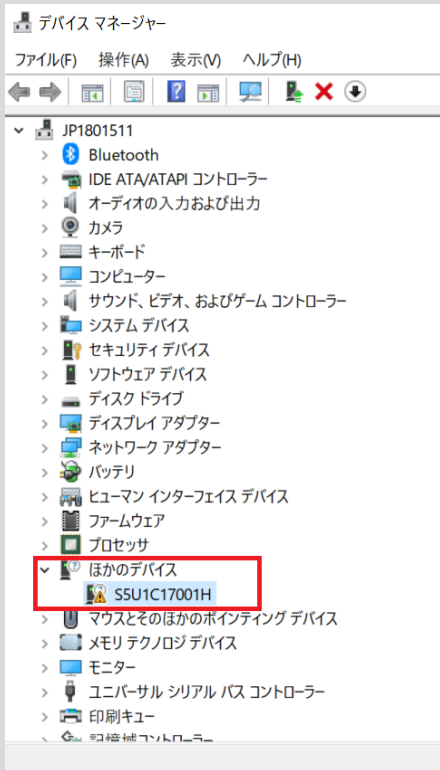 デバイス マネージャー
ファイル(F) 操作(A) 表示(V) ヘルプ(H)
JP1801511
Bluetooth
IDE ATA/ATAPI コントローラー
オーディオの入力および出力
カメラ
キーボード
コンピューター
サウンド、ビデオ、およびゲーム コントローラー
システム デバイス
セキュリティ デバイス
ソフトウェア デバイス
ディスク ドライブ
ディスプレイ アダプター
ネットワーク アダプター
バッテリ
ヒューマン インターフェイス デバイス
ファームウェア
プロセッサ
ほかのデバイス
S5U1C17001H
マウスとそのほかのポインティング デバイス
メモリ テクノロジ デバイス
モニター
ユニバーサル シリアル バス コントローラー
印刷キュー
記憶域コントローラー